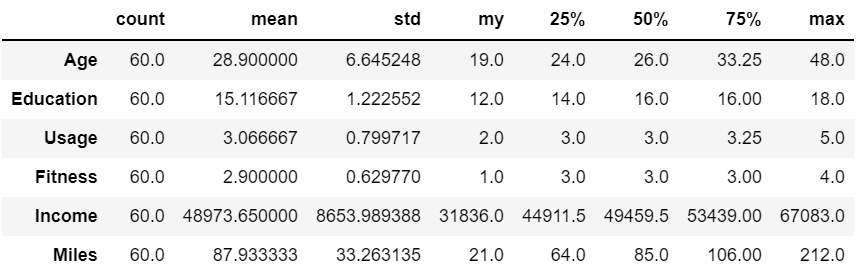 count mean std my 25% 50% 75% max
Age 60.0 28.900000 6.645248 19.0 24.0 26.0 33.25 48.0
Education 60.0 15.116667 1.222552 12.0 14.0 16.0 16.00 18.0
Usage 60.0 3.066667 0.799717 2.0 3.0 3.0 3.25 5.0
Fitness 60.0 2.900000 0.629770 1.0 3.0 3.0 3.00 4.0
Income 60.0 48973.650000 8653.989388 31836.0 44911.5 49459.5 53439.00 67083.0
Miles 60.0 87.933333 33.263135 21.0 64.0 85.0 106.00 212.0